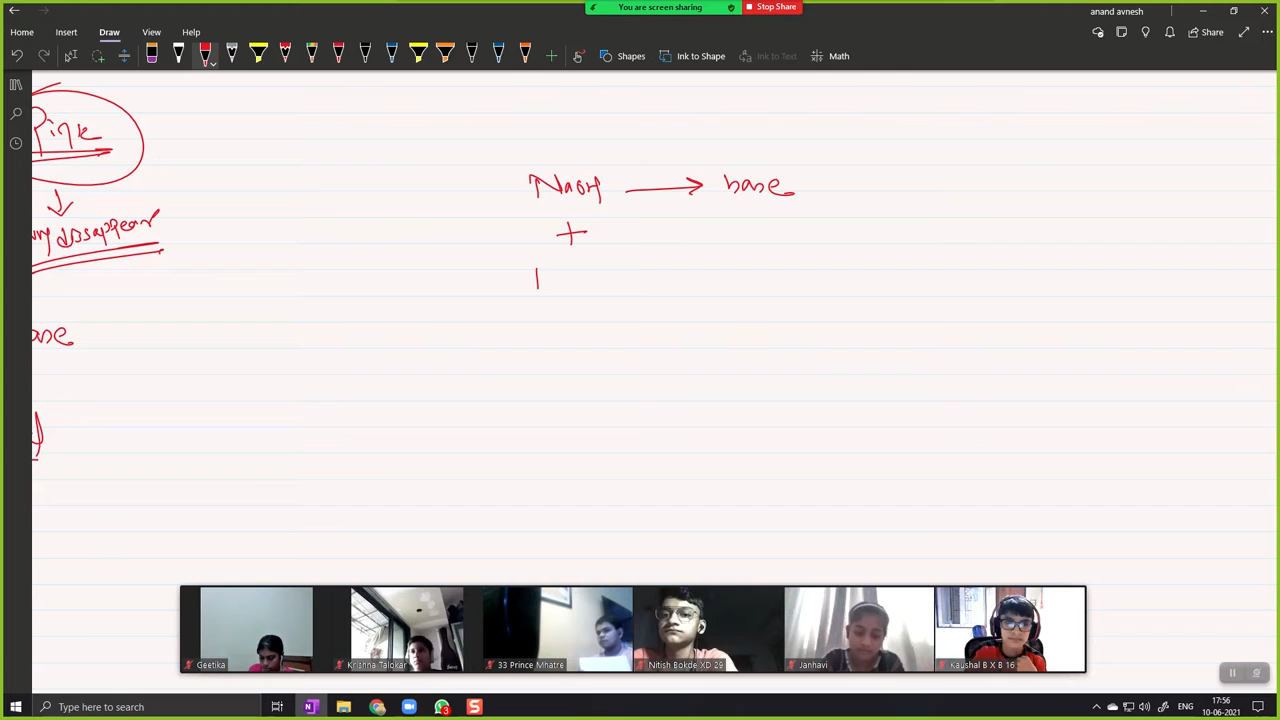 You are screen sharing
Stop Share
anand avnesh
Home Insert Draw View Help
Share
Shapes Ink to Shape Ink to Text Math
Pink
disappear
NaOH → base
+
ase
Geetika
Krishna Talokar
33 Prince Mhatre
Nitish Bokde XD 29
Janhavi
Kaushal B X B 16
Type here to search
3
ENG
17:56
10-06-2021